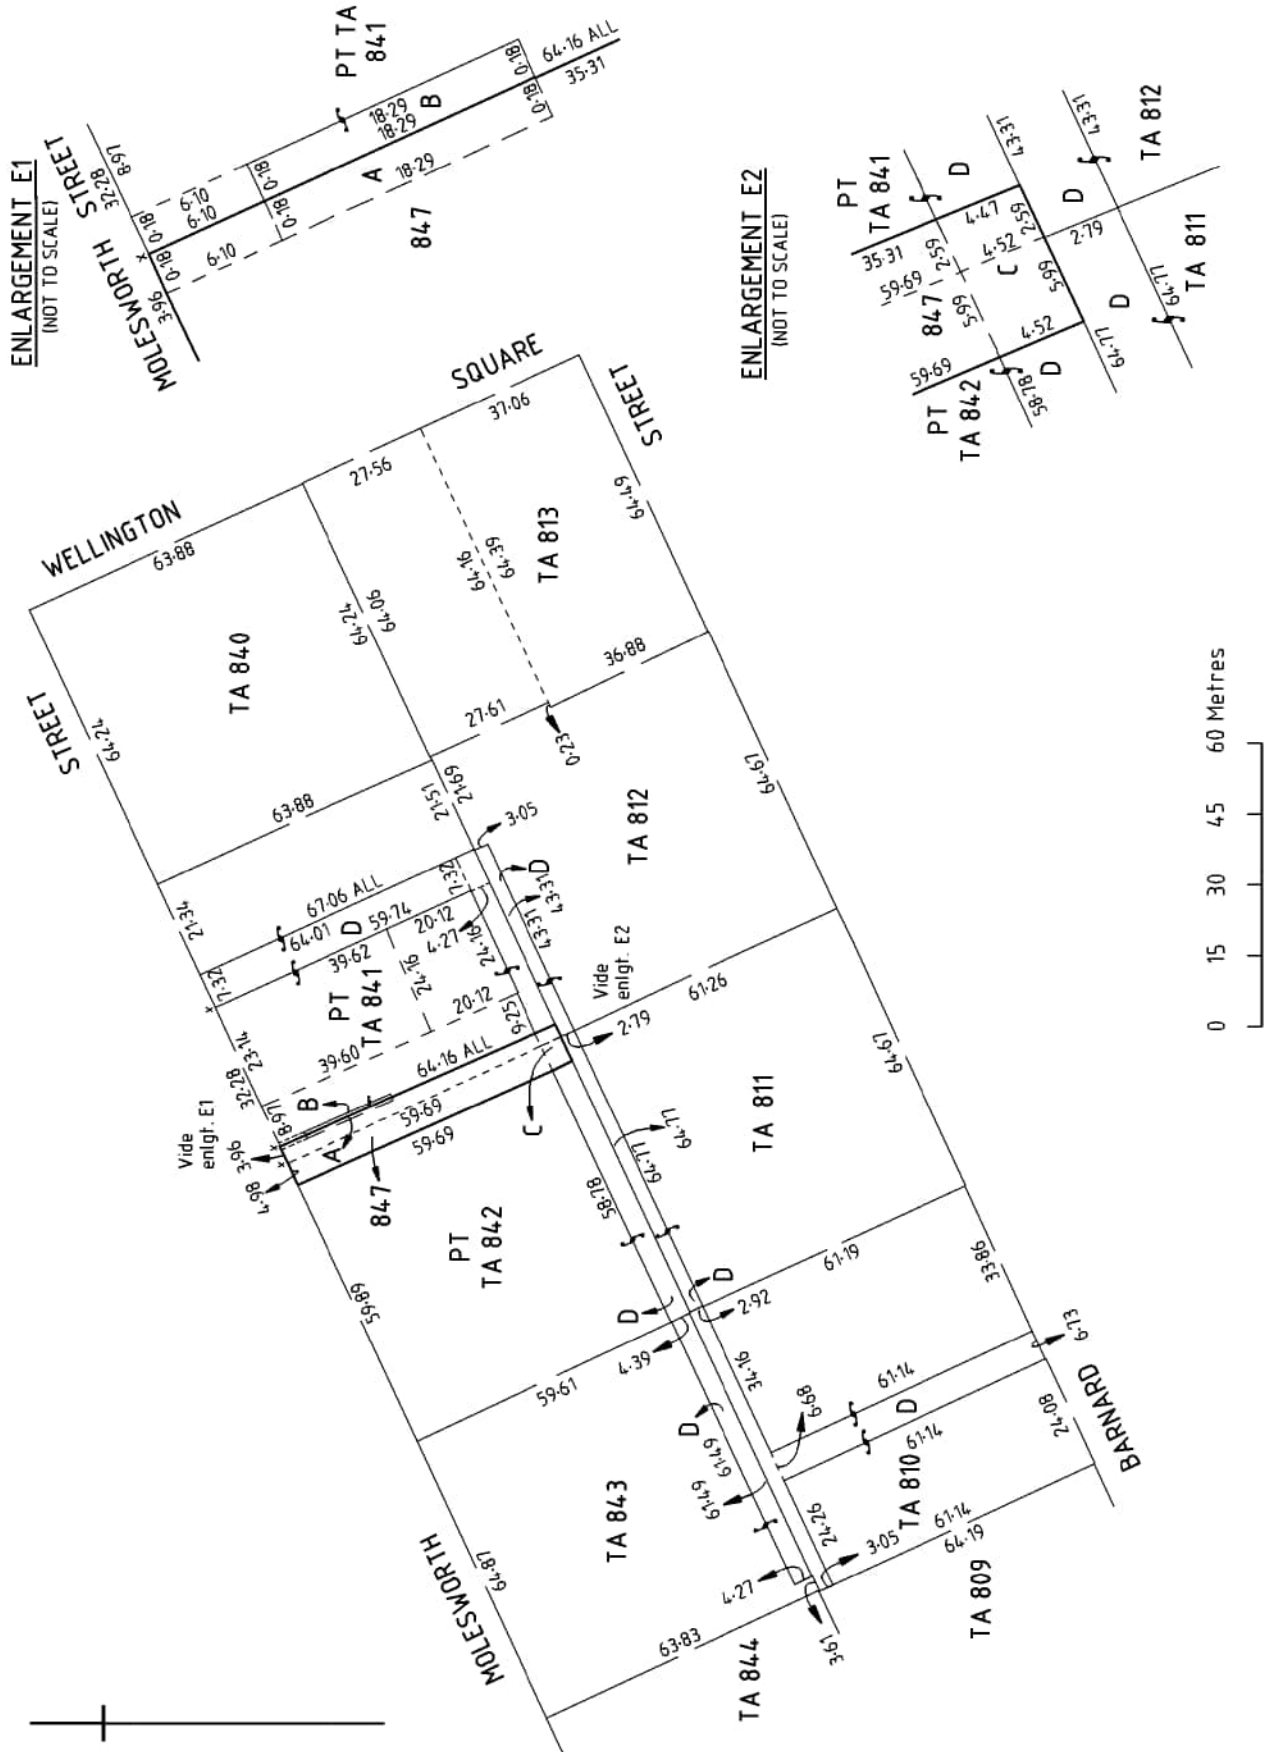 ENLARGEMENT E1
(NOT TO SCALE)
MOLESWORTH STREET
3·96
0·18
0·18
32·28
8·97
6·10
6·10
6·10
0·18
0·18
18·29
18·29
18·29
A
B
847
PT TA
841
0·18
0·18
64·16 ALL
35·31
ENLARGEMENT E2
(NOT TO SCALE)
PT
TA 841
35·31
59·69
847
59·69
PT
TA 842
58·78
D
5·99
2·59
4·52
4·47
C
4·52
5·99
2·59
D
43·31
D
2·79
D
64·77
64·77
43·31
TA 811
TA 812
WELLINGTON
SQUARE
63·88
27·56
37·06
STREET
STREET
64·24
TA 840
64·24
64·06
64·16
64·39
TA 813
64·49
63·88
27·61
36·88
0·23
21·51
21·69
3·05
TA 812
64·67
21·34
67·06 ALL
64·01
D
59·74
7·32
7·32
39·62
20·12
4·27
24·16
24·16
D
43·31
43·31
PT
TA 841
23·14
32·28
39·60
20·12
9·25
64·16 ALL
Vide
enlgt. E2
2·79
61·26
Vide
enlgt. E1
3·96
8·97
B
A
4·98
847
59·69
59·69
C
PT
TA 842
59·89
58·78
64·77
64·77
TA 811
64·67
D
D
2·92
4·39
61·19
33·86
59·61
34·16
6·68
61·14
D
6·73
61·14
24·08
BARNARD
D
61·49
61·49
TA 843
64·87
MOLESWORTH
TA 810
24·26
3·05
61·14
64·19
4·27
3·61
63·83
TA 844
TA 809
0 15 30 45 60 Metres